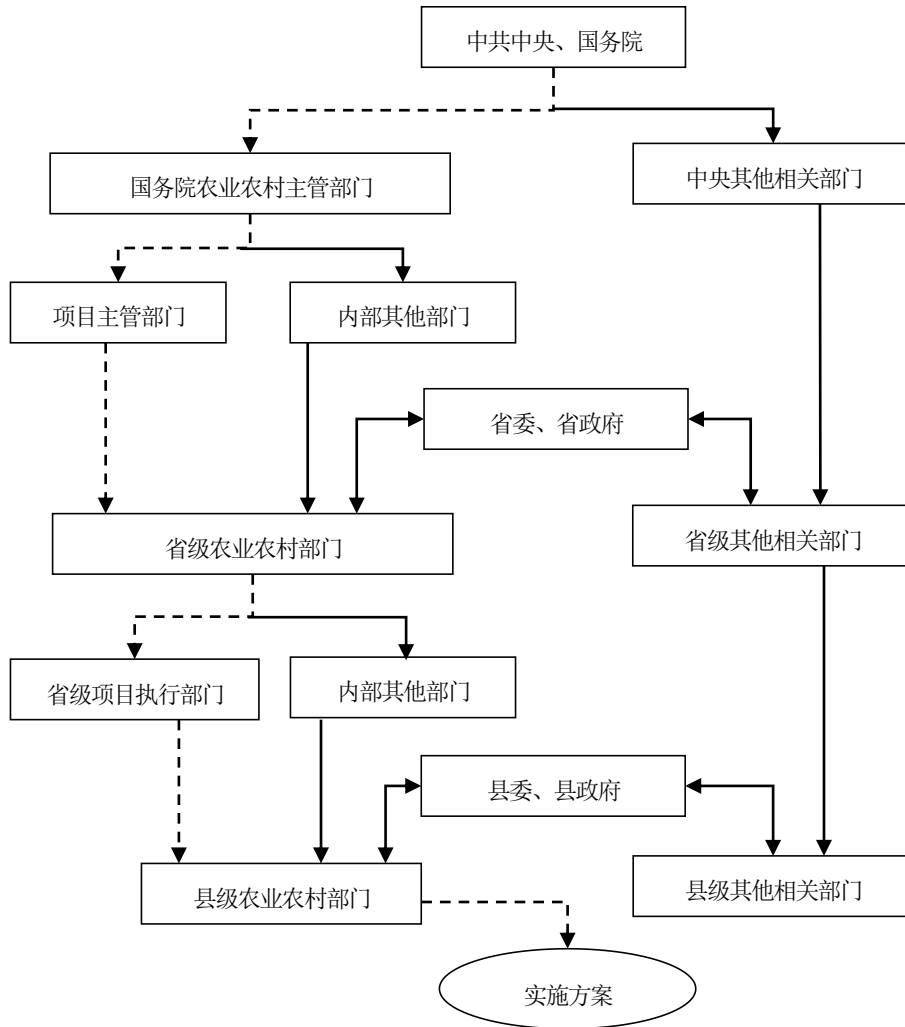 中共中央、国务院
国务院农业农村主管部门
中央其他相关部门
项目主管部门
内部其他部门
省委、省政府
省级农业农村部门
省级其他相关部门
省级项目执行部门
内部其他部门
县委、县政府
县级农业农村部门
县级其他相关部门
实施方案